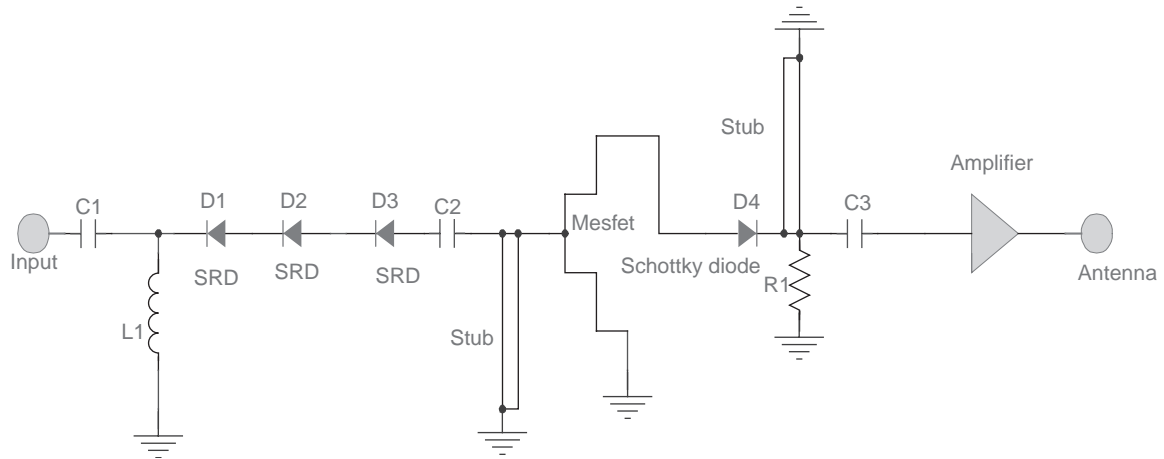 Stub
Amplifier
C1
D1
D2
D3
C2
Mesfet
D4
C3
Input
SRD
SRD
SRD
Schottky diode
R1
Antenna
L1
Stub